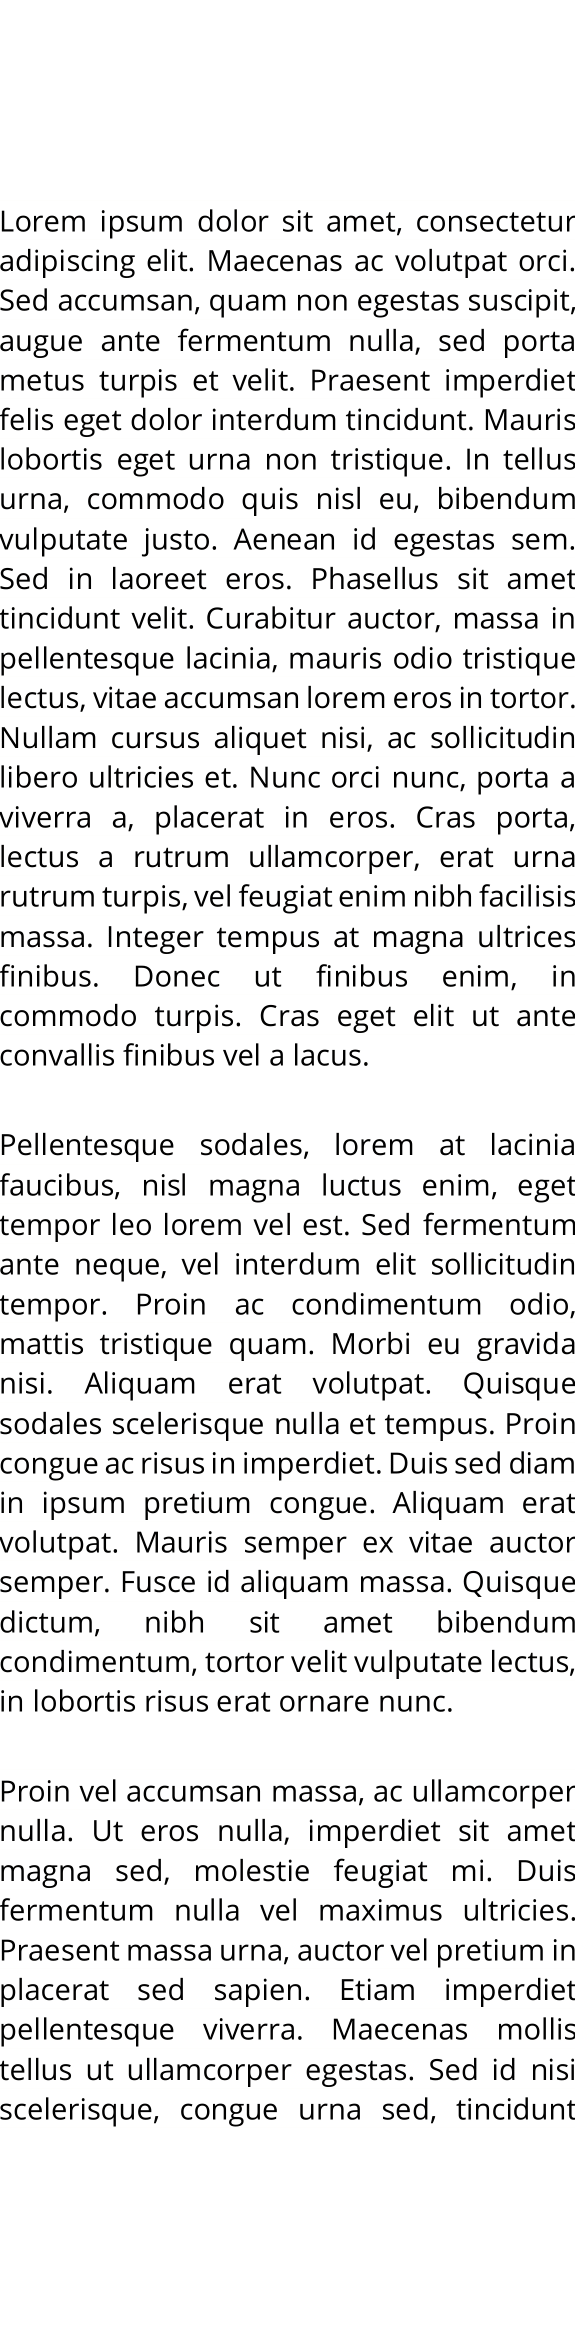 Lorem ipsum dolor sit amet, consectetur
adipiscing elit. Maecenas ac volutpat orci.
Sed accumsan, quam non egestas suscipit,
augue ante fermentum nulla, sed porta
metus turpis et velit. Praesent imperdiet
felis eget dolor interdum tincidunt. Mauris
lobortis eget urna non tristique. In tellus
urna, commodo quis nisl eu, bibendum
vulputate justo. Aenean id egestas sem.
Sed in laoreet eros. Phasellus sit amet
tincidunt velit. Curabitur auctor, massa in
pellentesque lacinia, mauris odio tristique
lectus, vitae accumsan lorem eros in tortor.
Nullam cursus aliquet nisi, ac sollicitudin
libero ultricies et. Nunc orci nunc, porta a
viverra a, placerat in eros. Cras porta,
lectus a rutrum ullamcorper, erat urna
rutrum turpis, vel feugiat enim nibh facilisis
massa. Integer tempus at magna ultrices
finibus. Donec ut finibus enim, in
commodo turpis. Cras eget elit ut ante
convallis finibus vel a lacus.
Pellentesque sodales, lorem at lacinia
faucibus, nisl magna luctus enim, eget
tempor leo lorem vel est. Sed fermentum
ante neque, vel interdum elit sollicitudin
tempor. Proin ac condimentum odio,
mattis tristique quam. Morbi eu gravida
nisi. Aliquam erat volutpat. Quisque
sodales scelerisque nulla et tempus. Proin
congue ac risus in imperdiet. Duis sed diam
in ipsum pretium congue. Aliquam erat
volutpat. Mauris semper ex vitae auctor
semper. Fusce id aliquam massa. Quisque
dictum, nibh sit amet bibendum
condimentum, tortor velit vulputate lectus,
in lobortis risus erat ornare nunc.
Proin vel accumsan massa, ac ullamcorper
nulla. Ut eros nulla, imperdiet sit amet
magna sed, molestie feugiat mi. Duis
fermentum nulla vel maximus ultricies.
Praesent massa urna, auctor vel pretium in
placerat sed sapien. Etiam imperdiet
pellentesque viverra. Maecenas mollis
tellus ut ullamcorper egestas. Sed id nisi
scelerisque, congue urna sed, tincidunt